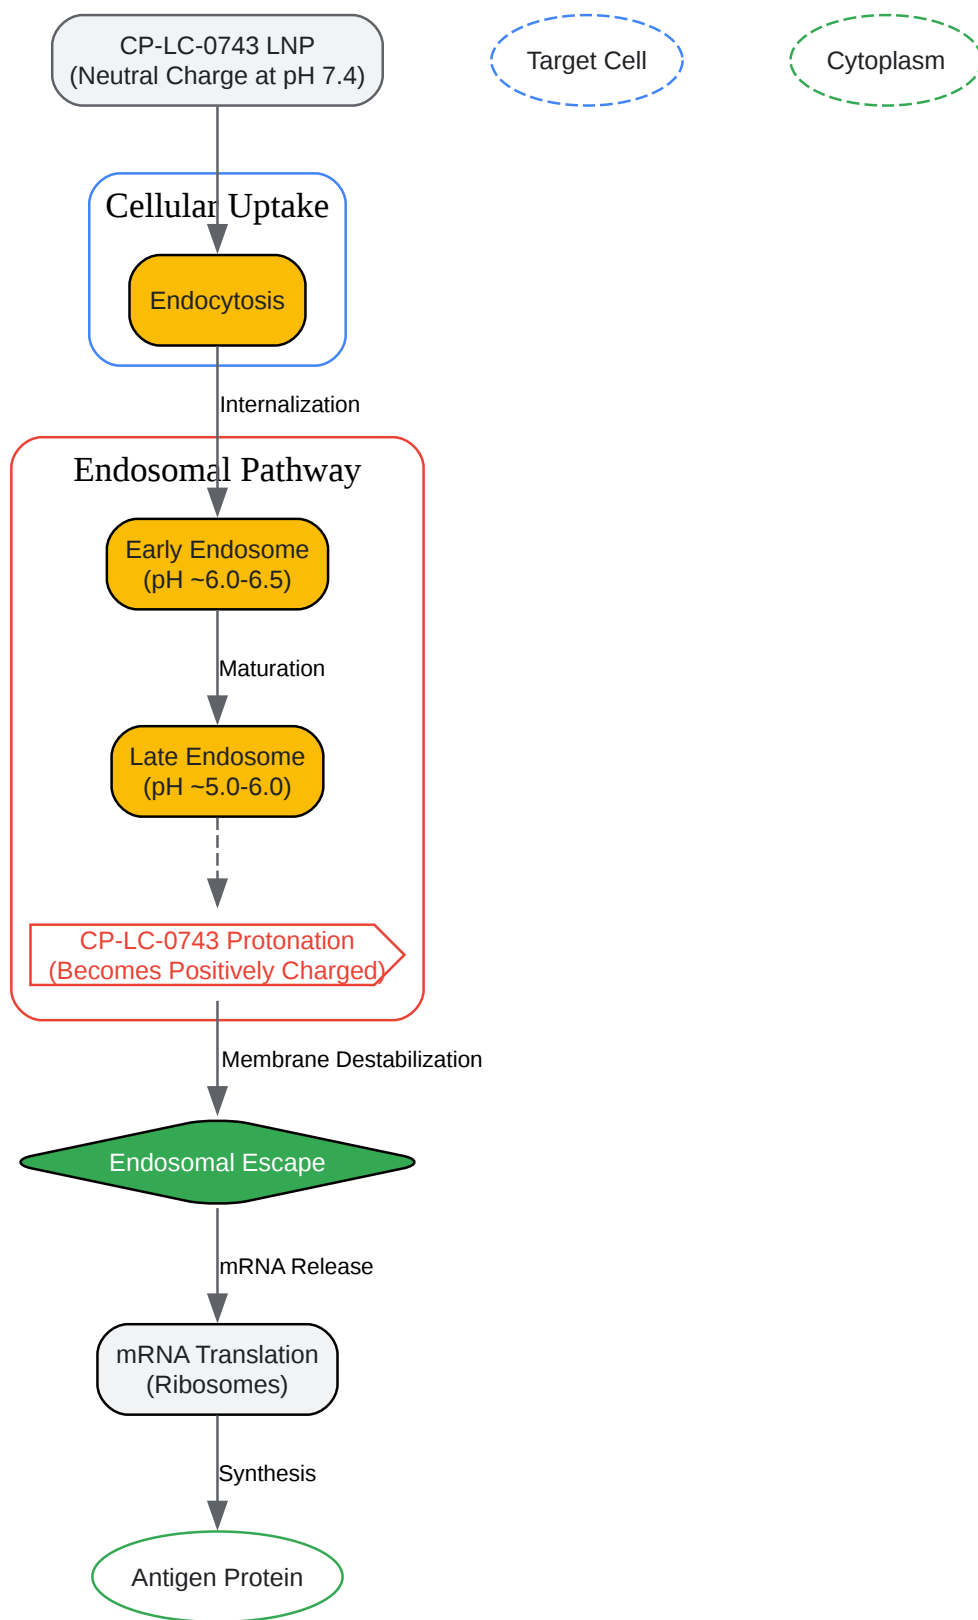 CP-LC-0743 LNP
(Neutral Charge at pH 7.4)
Target Cell
Cytoplasm
Cellular Uptake
Endocytosis
Internalization
Endosomal Pathway
Early Endosome
(pH ~6.0-6.5)
Maturation
Late Endosome
(pH ~5.0-6.0)
CP-LC-0743 Protonation
(Becomes Positively Charged)
Membrane Destabilization
Endosomal Escape
mRNA Release
mRNA Translation
(Ribosomes)
Synthesis
Antigen Protein